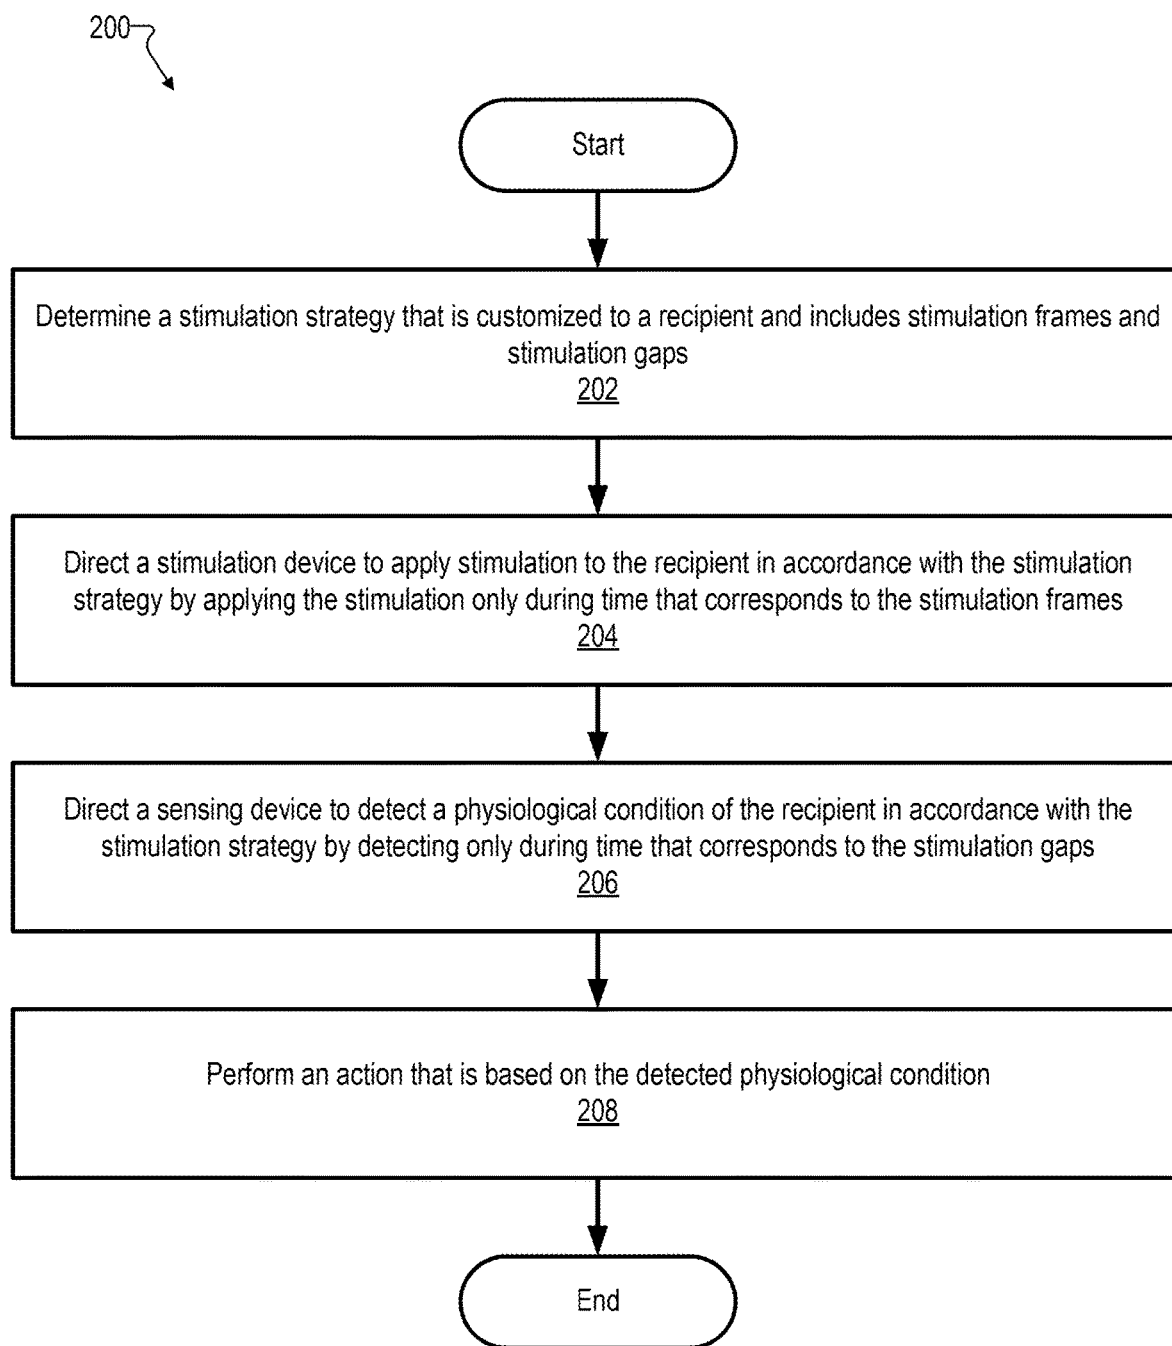 200
Start
Determine a stimulation strategy that is customized to a recipient and includes stimulation frames and
stimulation gaps
202
Direct a stimulation device to apply stimulation to the recipient in accordance with the stimulation
strategy by applying the stimulation only during time that corresponds to the stimulation frames
204
Direct a sensing device to detect a physiological condition of the recipient in accordance with the
stimulation strategy by detecting only during time that corresponds to the stimulation gaps
206
Perform an action that is based on the detected physiological condition
208
End